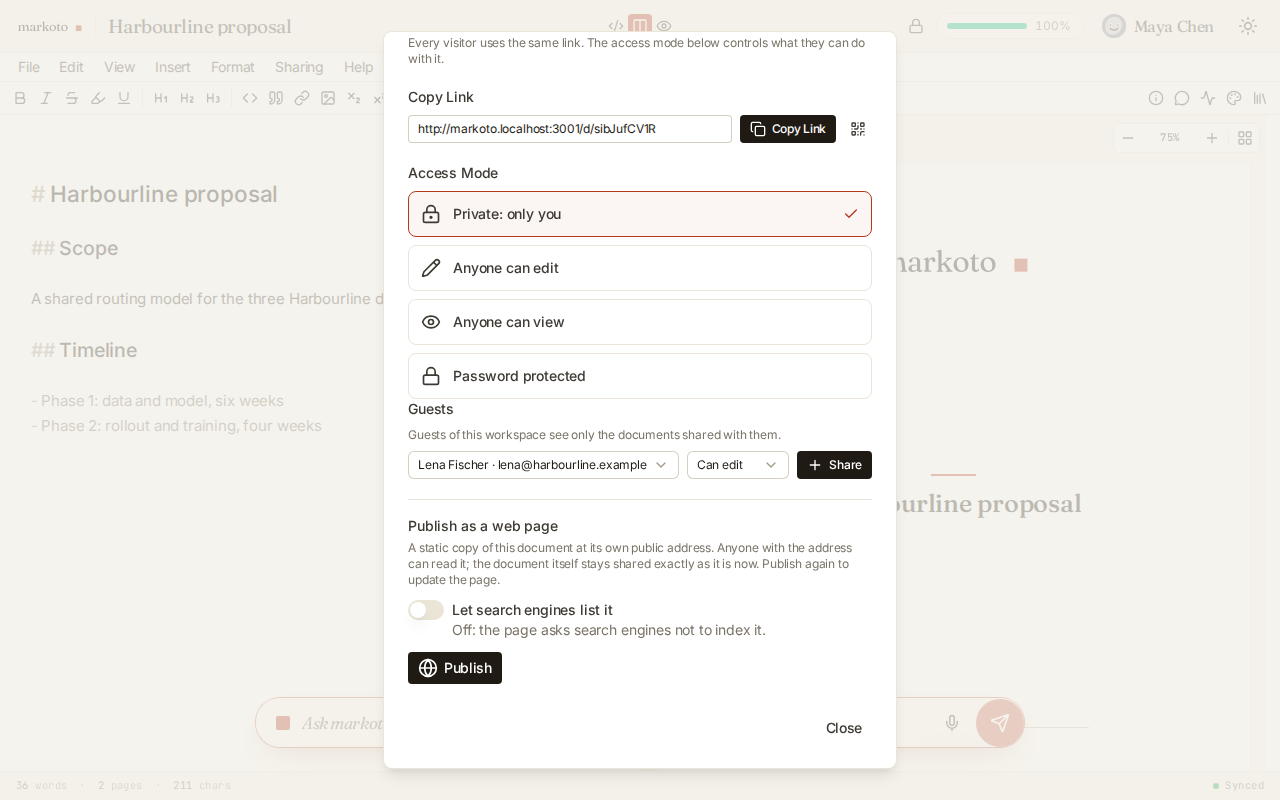 markoto
Harbourline proposal
100%
Maya Chen
File Edit View Insert Format Sharing Help
H1 H2 H3
75%
# Harbourline proposal
## Scope
A shared routing model for the three Harbourline d
## Timeline
- Phase 1: data and model, six weeks
- Phase 2: rollout and training, four weeks
Every visitor uses the same link. The access mode below controls what they can do
with it.
Copy Link
http://markoto.localhost:3001/d/sibJufCV1R
Copy Link
Access Mode
Private: only you
Anyone can edit
Anyone can view
Password protected
Guests
Guests of this workspace see only the documents shared with them.
Lena Fischer · lena@harbourline.example
Can edit
Share
Publish as a web page
A static copy of this document at its own public address. Anyone with the address
can read it; the document itself stays shared exactly as it is now. Publish again to
update the page.
Let search engines list it
Off: the page asks search engines not to index it.
Publish
Close
arkoto
urline proposal
Ask markot
36 words · 2 pages · 211 chars
Synced